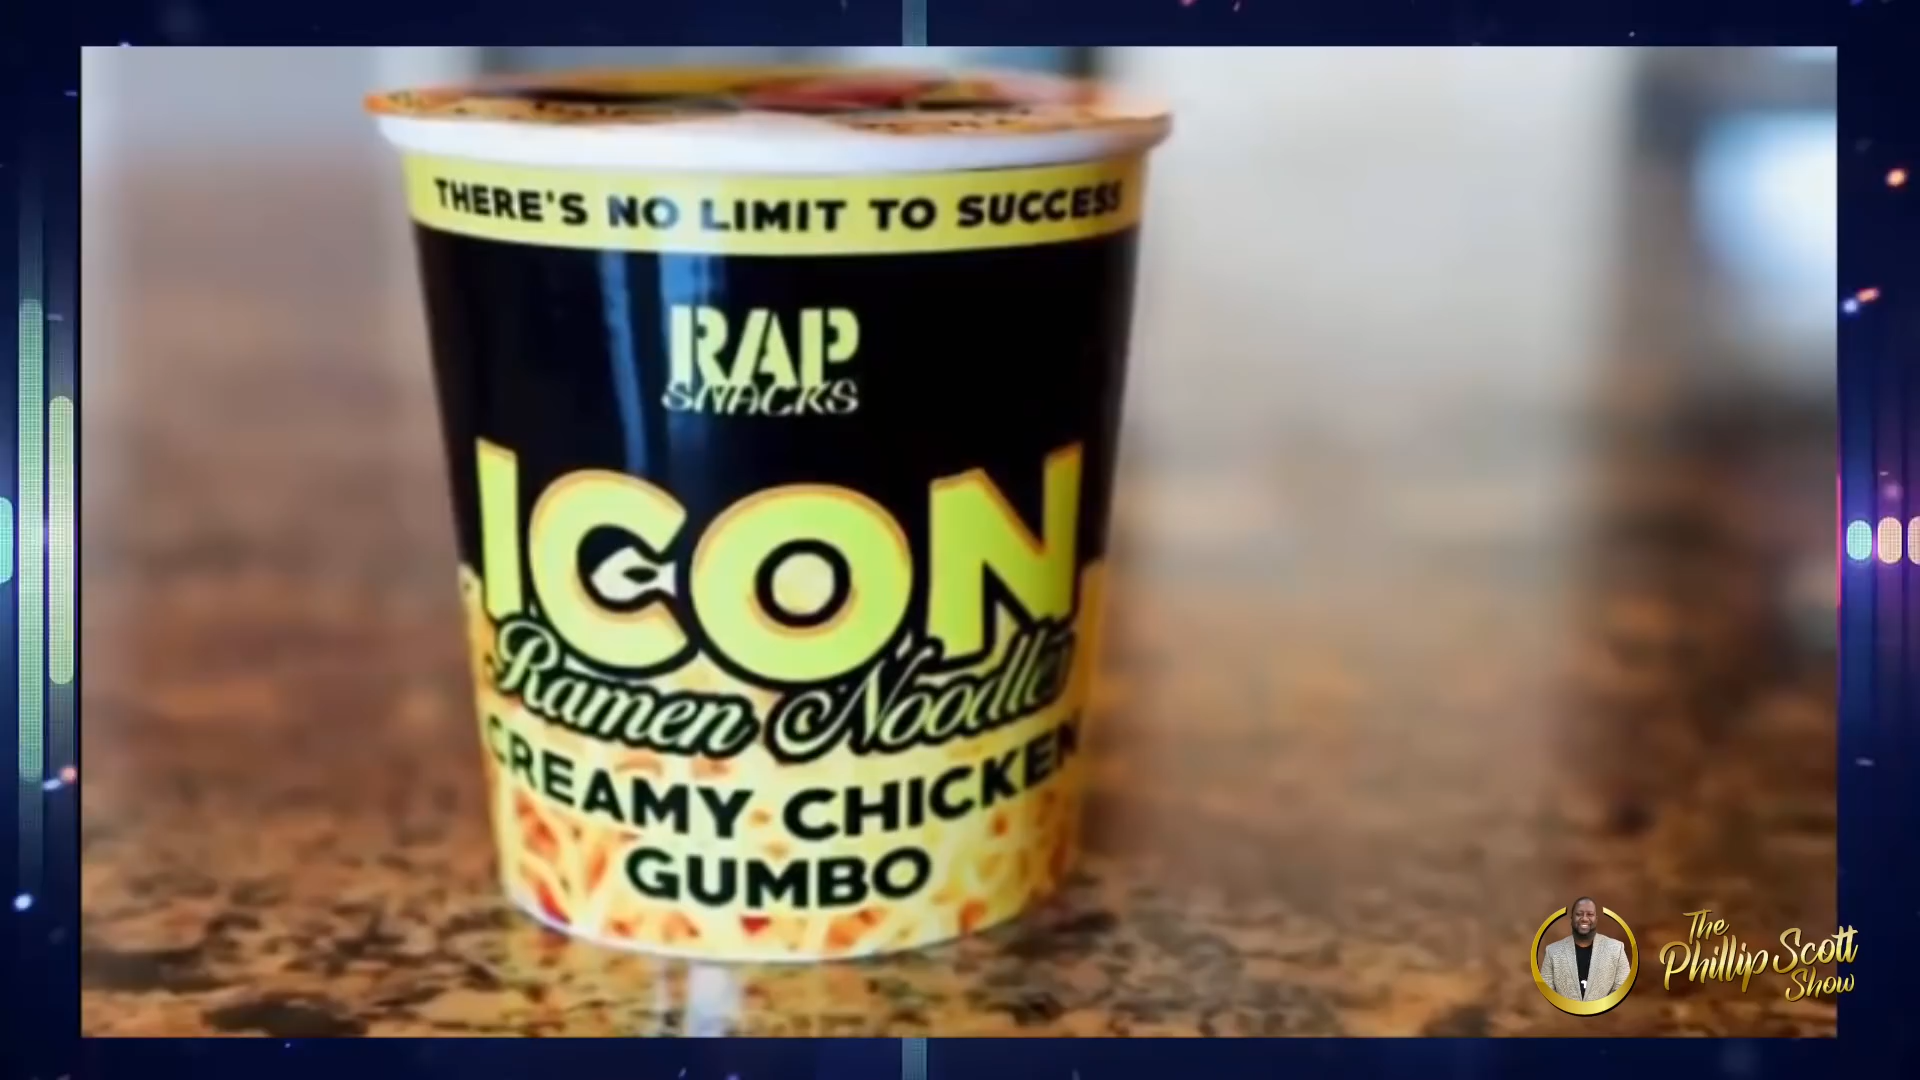 THERE'S NO LIMIT TO SUCCESS
RAP
SNACKS
ICON
Ramen Noodles
CREAMY CHICKEN
GUMBO
The
Phillip Scott
Show